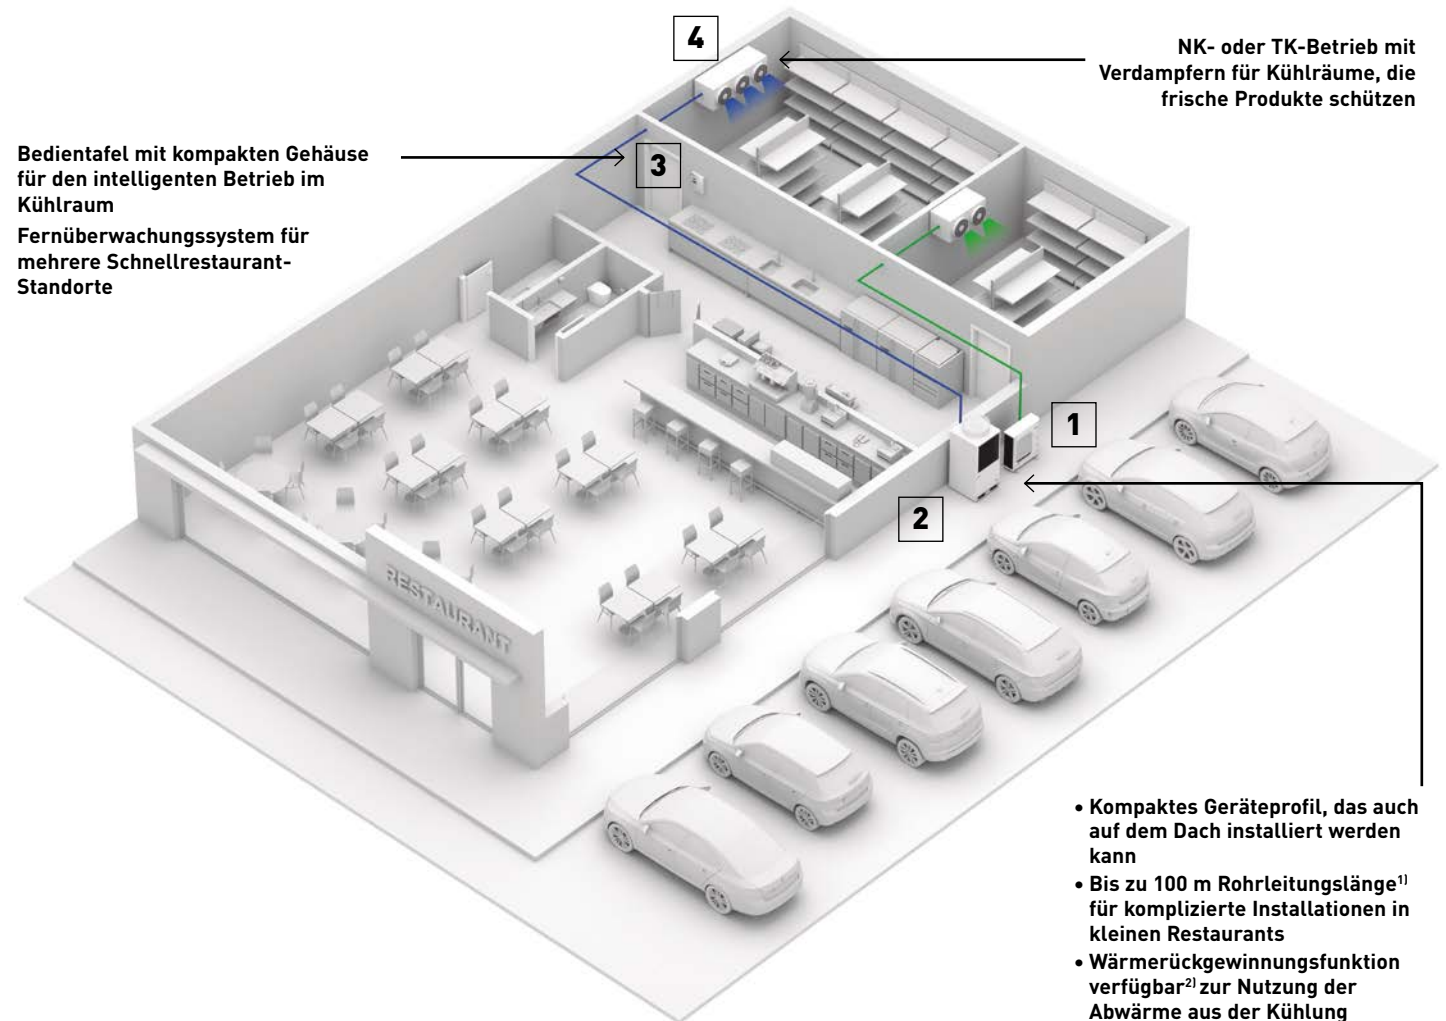 4
NK- oder TK-Betrieb mit
Verdampfern für Kühlräume, die
frische Produkte schützen
Bedientafel mit kompakten Gehäuse
für den intelligenten Betrieb im
Kühlraum
Fernüberwachungssystem für
mehrere Schnellrestaurant-
Standorte
3
1
2
RESTAURANT
• Kompaktes Geräteprofil, das auch
auf dem Dach installiert werden
kann
• Bis zu 100 m Rohrleitungslänge1)
für komplizierte Installationen in
kleinen Restaurants
• Wärmerückgewinnungsfunktion
verfügbar2) zur Nutzung der
Abwärme aus der Kühlung